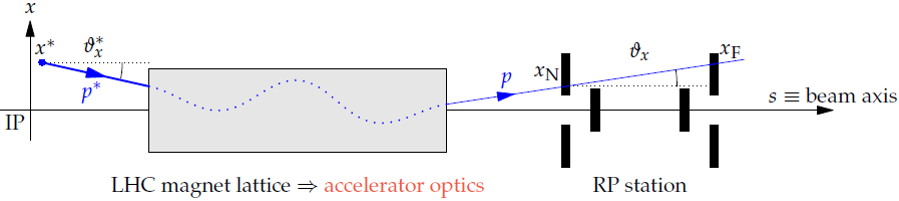 x
x* ϑ*x
p*
IP
p
xN
ϑx
xF
s ≡ beam axis
LHC magnet lattice ⇒ accelerator optics
RP station